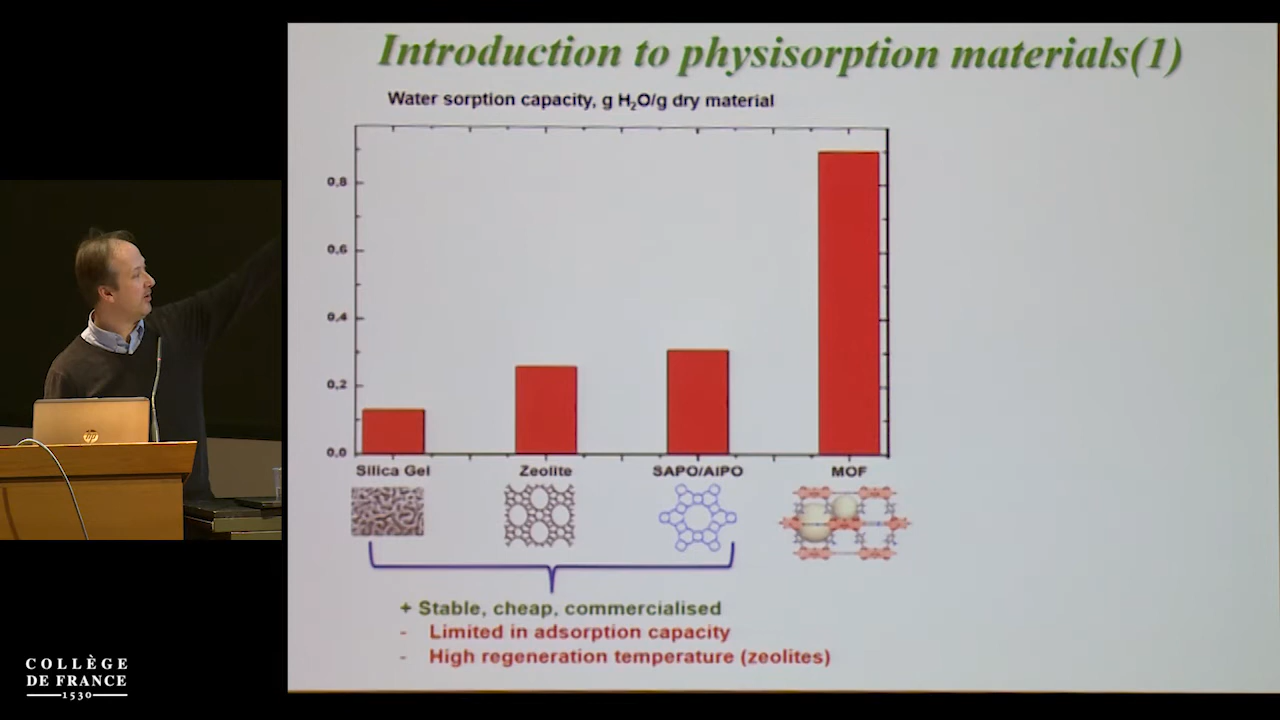 Introduction to physisorption materials(1)
Water sorption capacity, g H₂O/g dry material
0,8
0,6
0,4
0,2
0,0
Silica Gel Zeolite SAPO/AlPO MOF
+ Stable, cheap, commercialised
- Limited in adsorption capacity
- High regeneration temperature (zeolites)
hp
COLLÈGE
DE FRANCE
1530